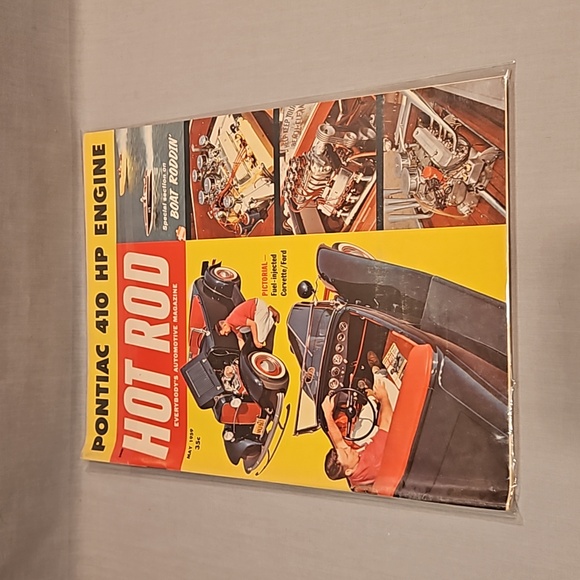 PONTIAC 410 HP ENGINE
HOT ROD
EVERYBODY'S AUTOMOTIVE MAGAZINE
MAY 1959
35c
Special section on
BOAT RODDIN'
PICTORIAL—
Fuel-injected
Corvette/Ford